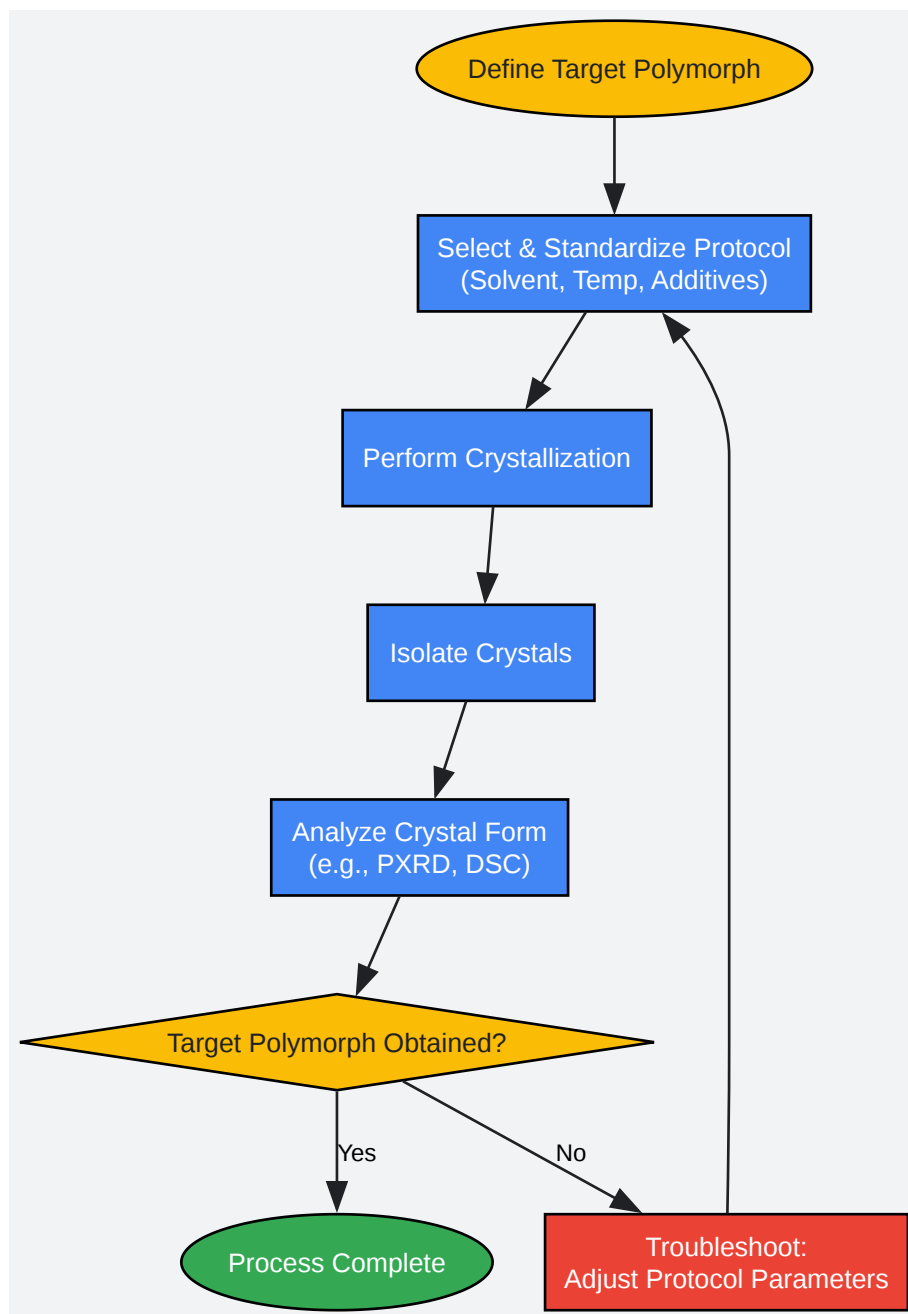 Define Target Polymorph
Select & Standardize Protocol
(Solvent, Temp, Additives)
Perform Crystallization
Isolate Crystals
Analyze Crystal Form
(e.g., PXRD, DSC)
Target Polymorph Obtained?
Yes
No
Process Complete
Troubleshoot:
Adjust Protocol Parameters